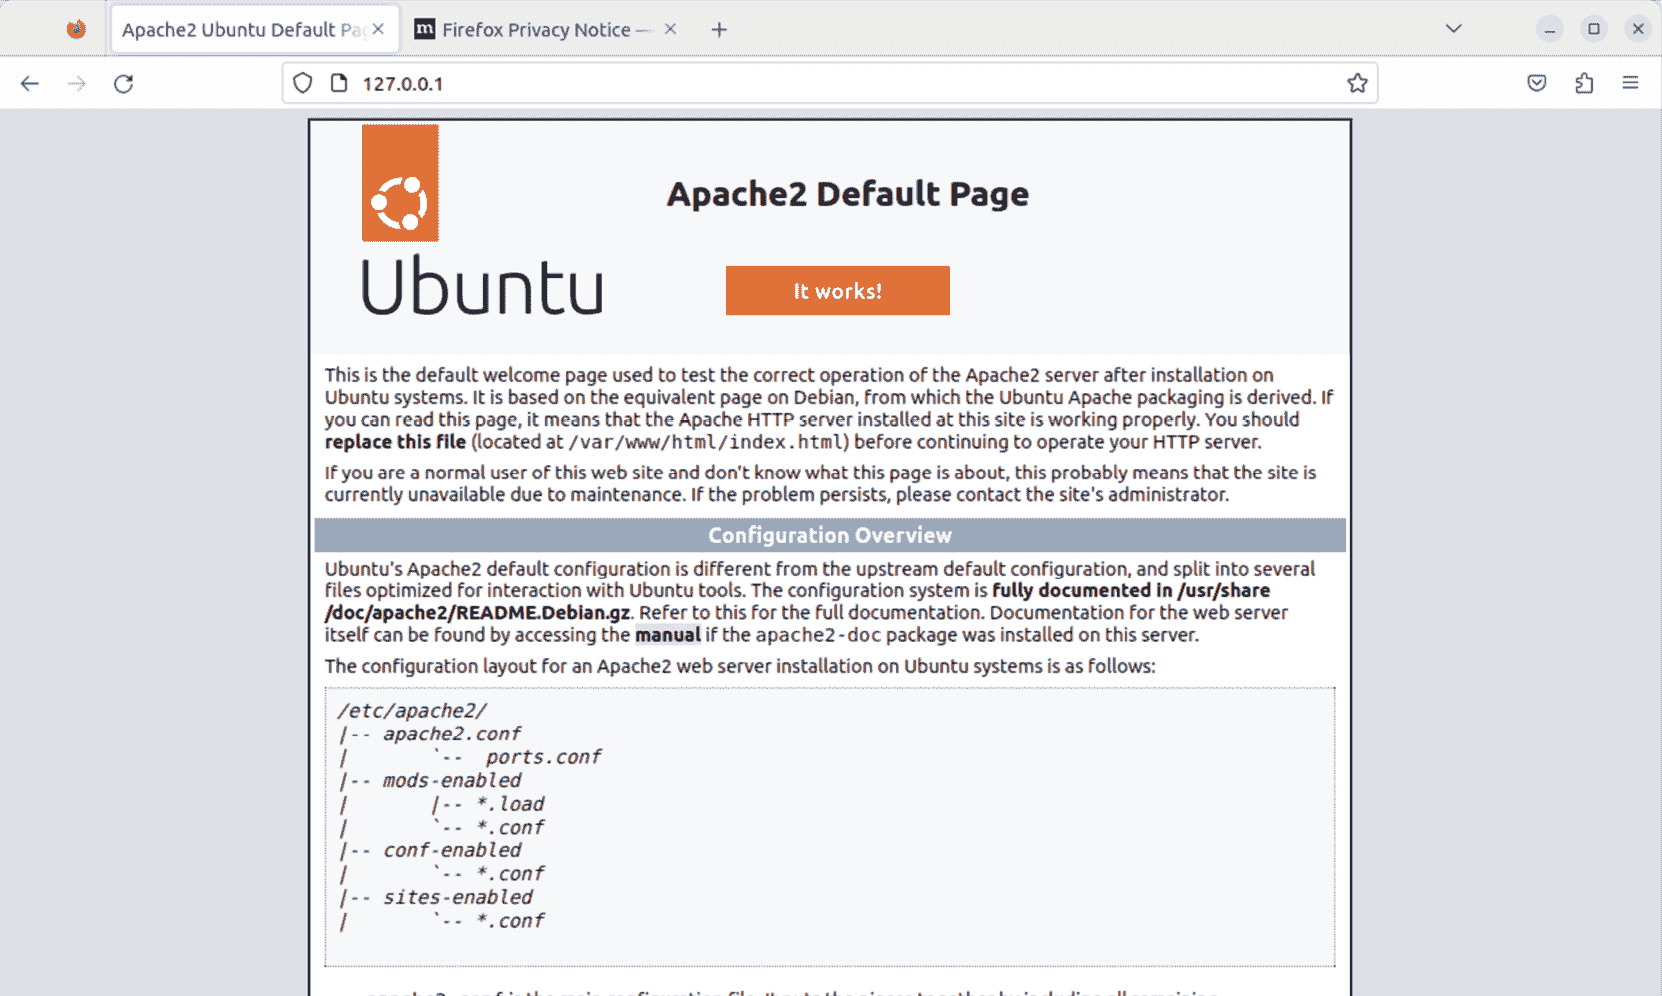 Apache2 Ubuntu Default Pa
Firefox Privacy Notice —
127.0.0.1
Apache2 Default Page
Ubuntu
It works!
This is the default welcome page used to test the correct operation of the Apache2 server after installation on
Ubuntu systems. It is based on the equivalent page on Debian, from which the Ubuntu Apache packaging is derived. If
you can read this page, it means that the Apache HTTP server installed at this site is working properly. You should
replace this file (located at /var/www/html/index.html) before continuing to operate your HTTP server.
If you are a normal user of this web site and don't know what this page is about, this probably means that the site is
currently unavailable due to maintenance. If the problem persists, please contact the site's administrator.
Configuration Overview
Ubuntu's Apache2 default configuration is different from the upstream default configuration, and split into several
files optimized for interaction with Ubuntu tools. The configuration system is fully documented in /usr/share
/doc/apache2/README.Debian.gz. Refer to this for the full documentation. Documentation for the web server
itself can be found by accessing the manual if the apache2-doc package was installed on this server.
The configuration layout for an Apache2 web server installation on Ubuntu systems is as follows:
/etc/apache2/
|-- apache2.conf
|       `--  ports.conf
|-- mods-enabled
|       |-- *.load
|       `-- *.conf
|-- conf-enabled
|       `-- *.conf
|-- sites-enabled
|       `-- *.conf